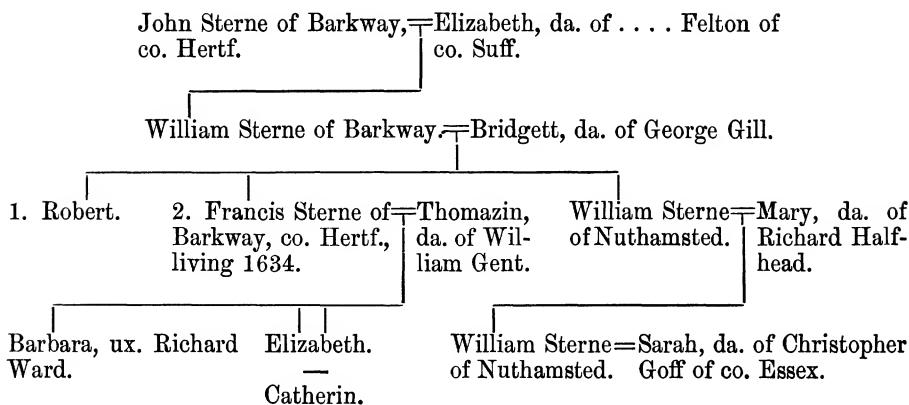 John Sterne of Barkway,=Elizabeth, da. of . . . . Felton of
co. Hertf. co. Suff.
William Sterne of Barkway.=Bridgett, da. of George Gill.
1. Robert.
2. Francis Sterne of=
Barkway, co. Hertf.,
living 1634.
Thomazin,
da. of Wil-
liam Gent.
William Sterne=
of Nuthamsted.
Mary, da. of
Richard Half-
head.
Barbara, ux. Richard
Ward.
Elizabeth.
—
Catherin.
William Sterne=Sarah, da. of Christopher
of Nuthamsted. Goff of co. Essex.